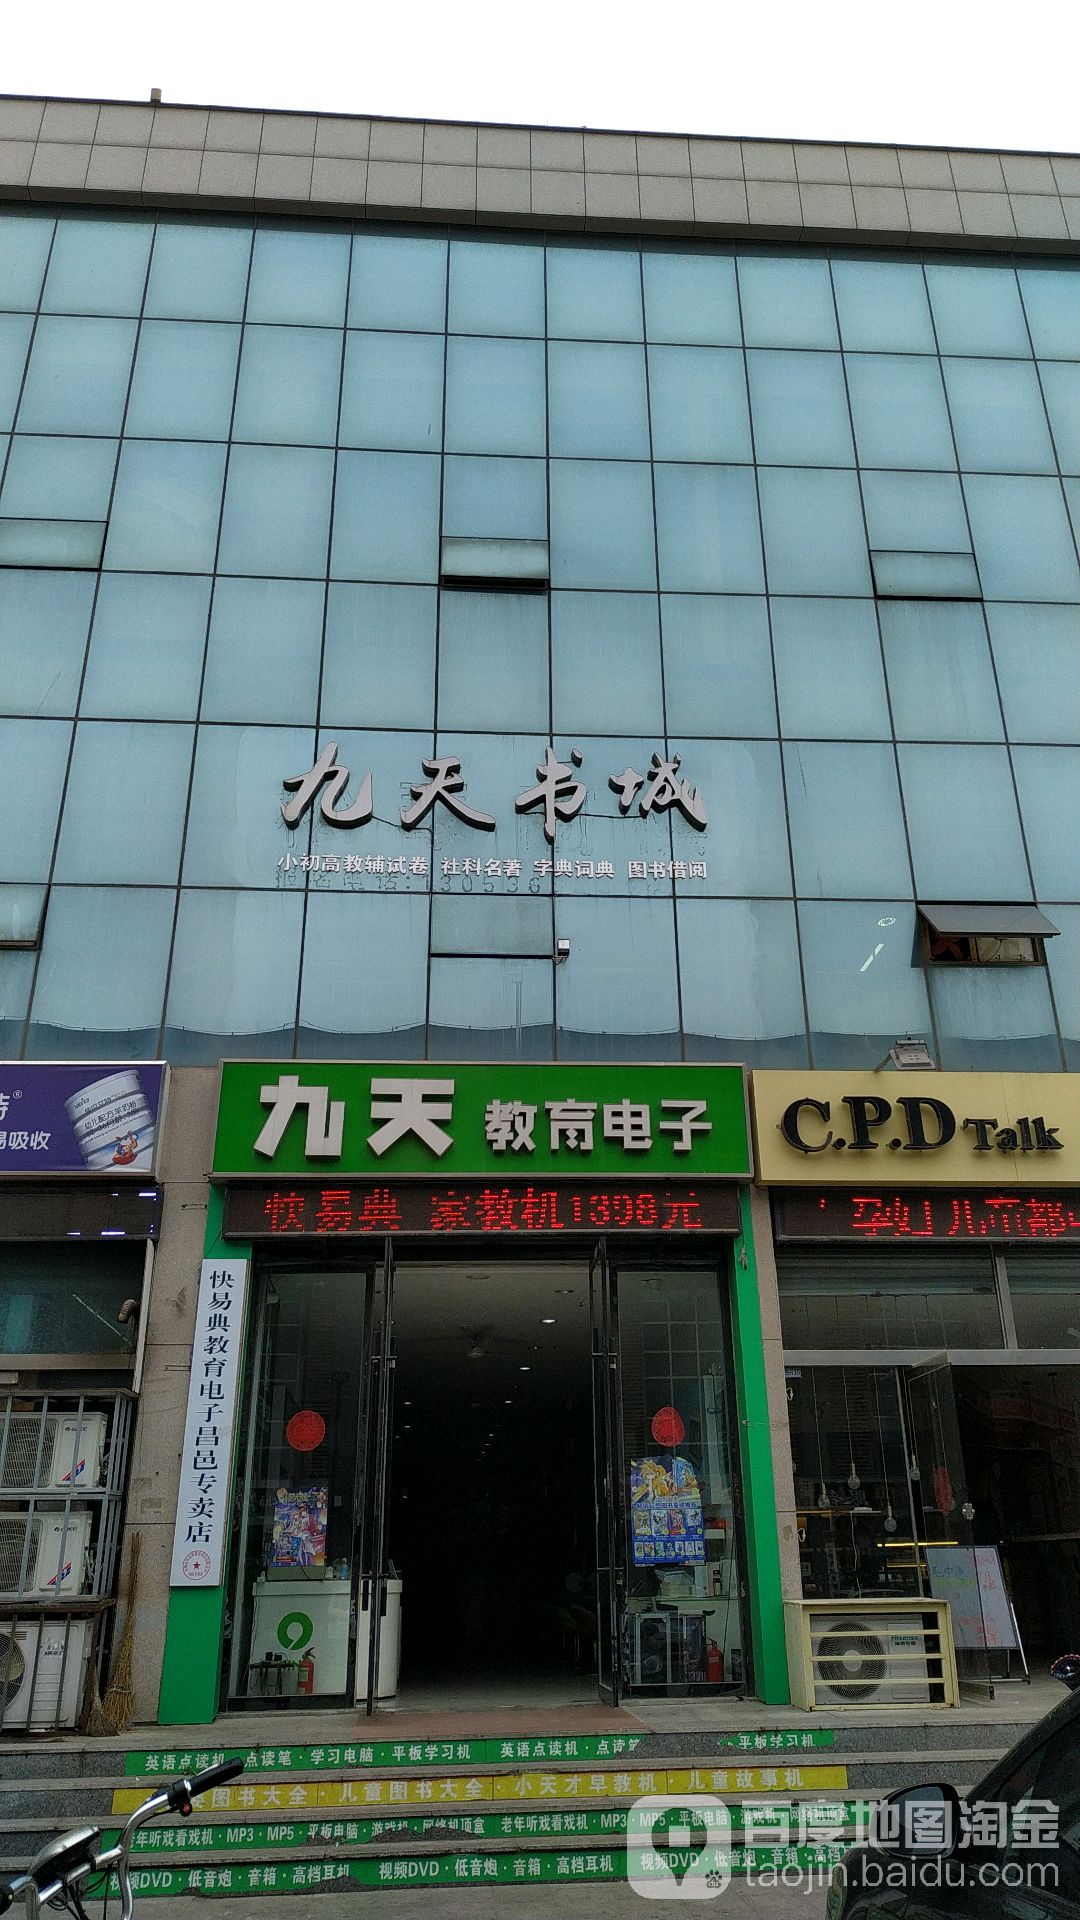 九天书城
小初高教辅试卷 社科名著 字典词典 图书借阅
吸收
九天 教育电子
C.P.D Talk
快易典 家教机1398元
快易典教育电子昌邑专卖店
Hisense
英语点读机·点读笔·学习电脑·平板学习机 英语点读机·点读笔 ·平板学习机
图书大全·儿童图书大全·小天才早教机·儿童故事机
老年听戏看戏机·MP3·MP5·平板电脑·游戏机·网络机顶盒 老年听戏看戏机·MP3·MP5·平板电脑·游戏机·网络机顶盒
视频DVD·低音炮·音箱·高档耳机 视频DVD·低音炮·音箱·高档
百度地图淘金
taojin.baidu.com